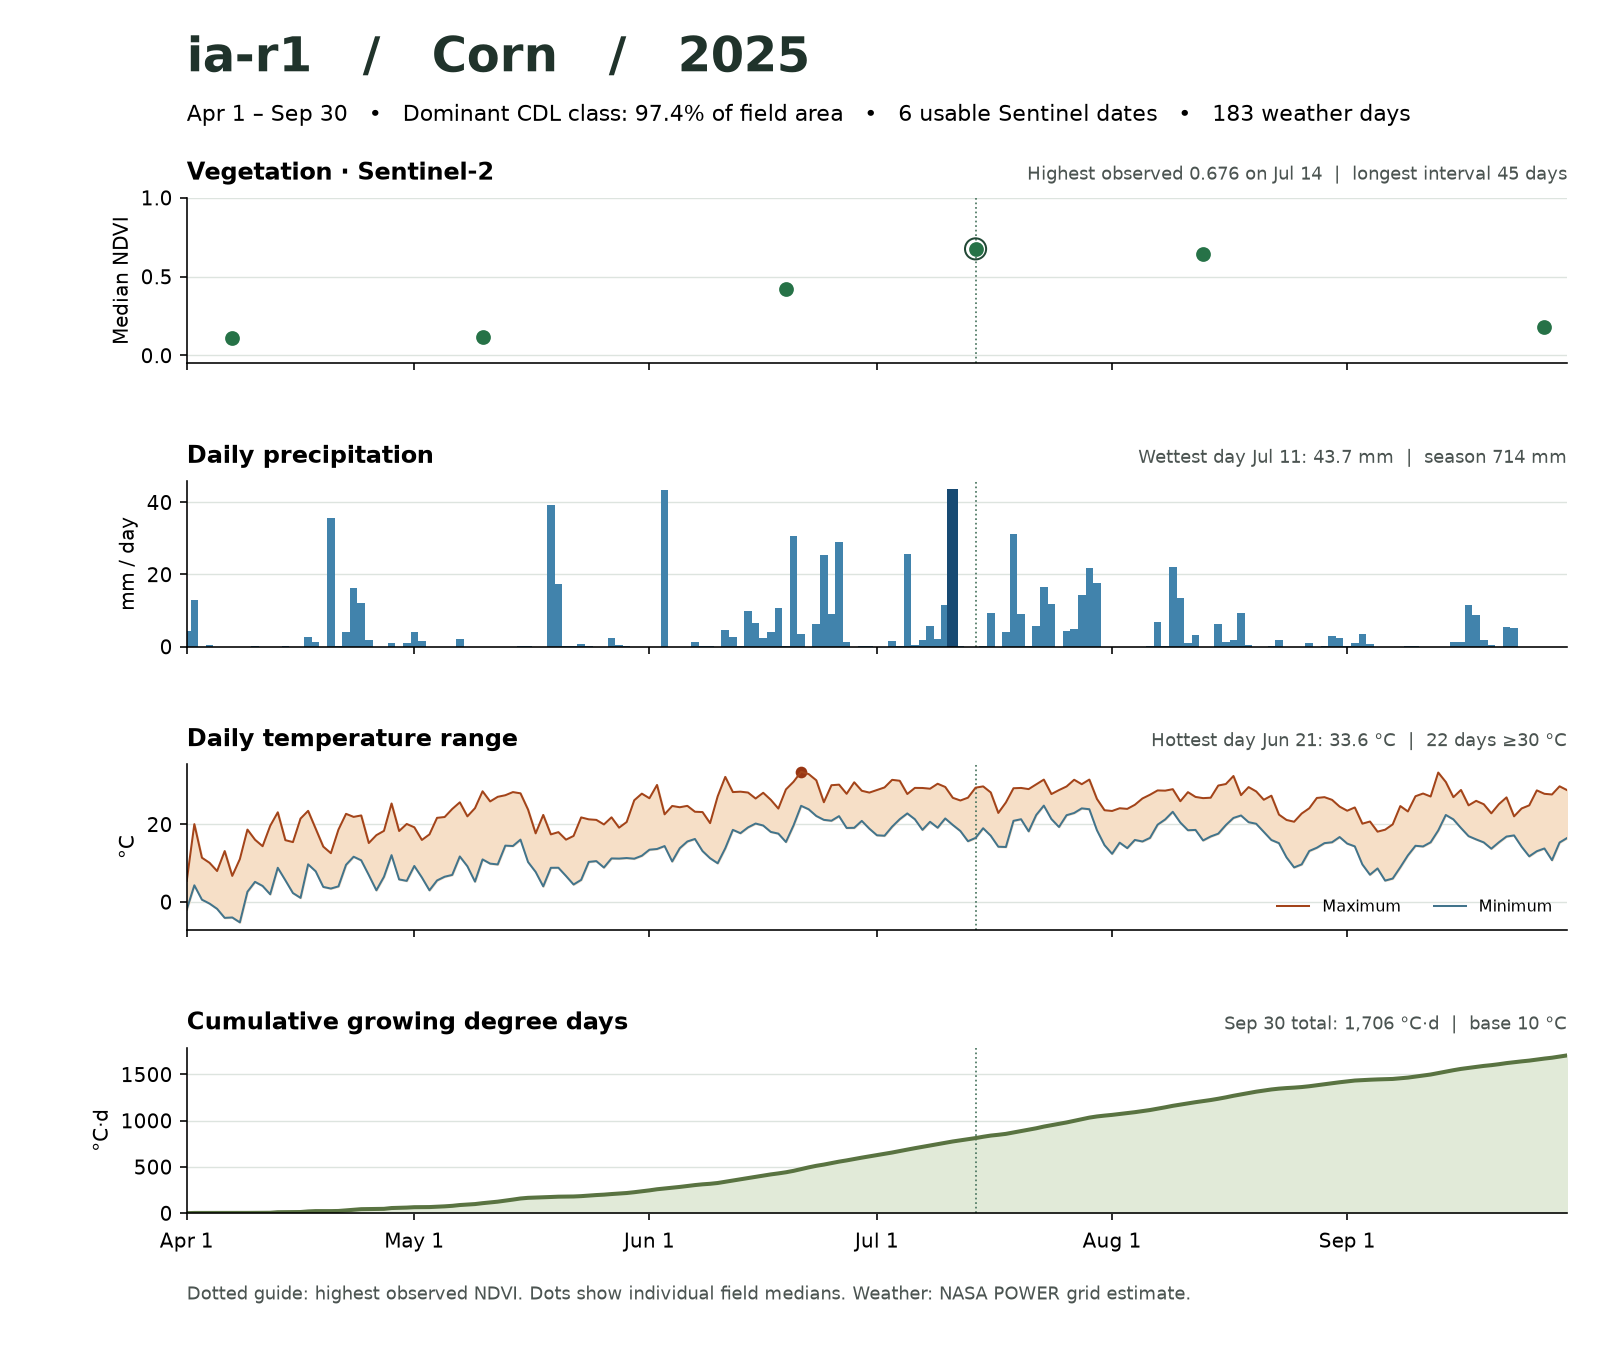 ia-r1 / Corn / 2025
Apr 1 – Sep 30 • Dominant CDL class: 97.4% of field area • 6 usable Sentinel dates • 183 weather days
Vegetation · Sentinel-2
Highest observed 0.676 on Jul 14 | longest interval 45 days
Median NDVI
1.0
0.5
0.0
Daily precipitation
Wettest day Jul 11: 43.7 mm | season 714 mm
mm / day
40
20
0
Daily temperature range
Hottest day Jun 21: 33.6 °C | 22 days ≥30 °C
°C
20
0
Maximum
Minimum
Cumulative growing degree days
Sep 30 total: 1,706 °C·d | base 10 °C
°C·d
1500
1000
500
0
Apr 1
May 1
Jun 1
Jul 1
Aug 1
Sep 1
Dotted guide: highest observed NDVI. Dots show individual field medians. Weather: NASA POWER grid estimate.